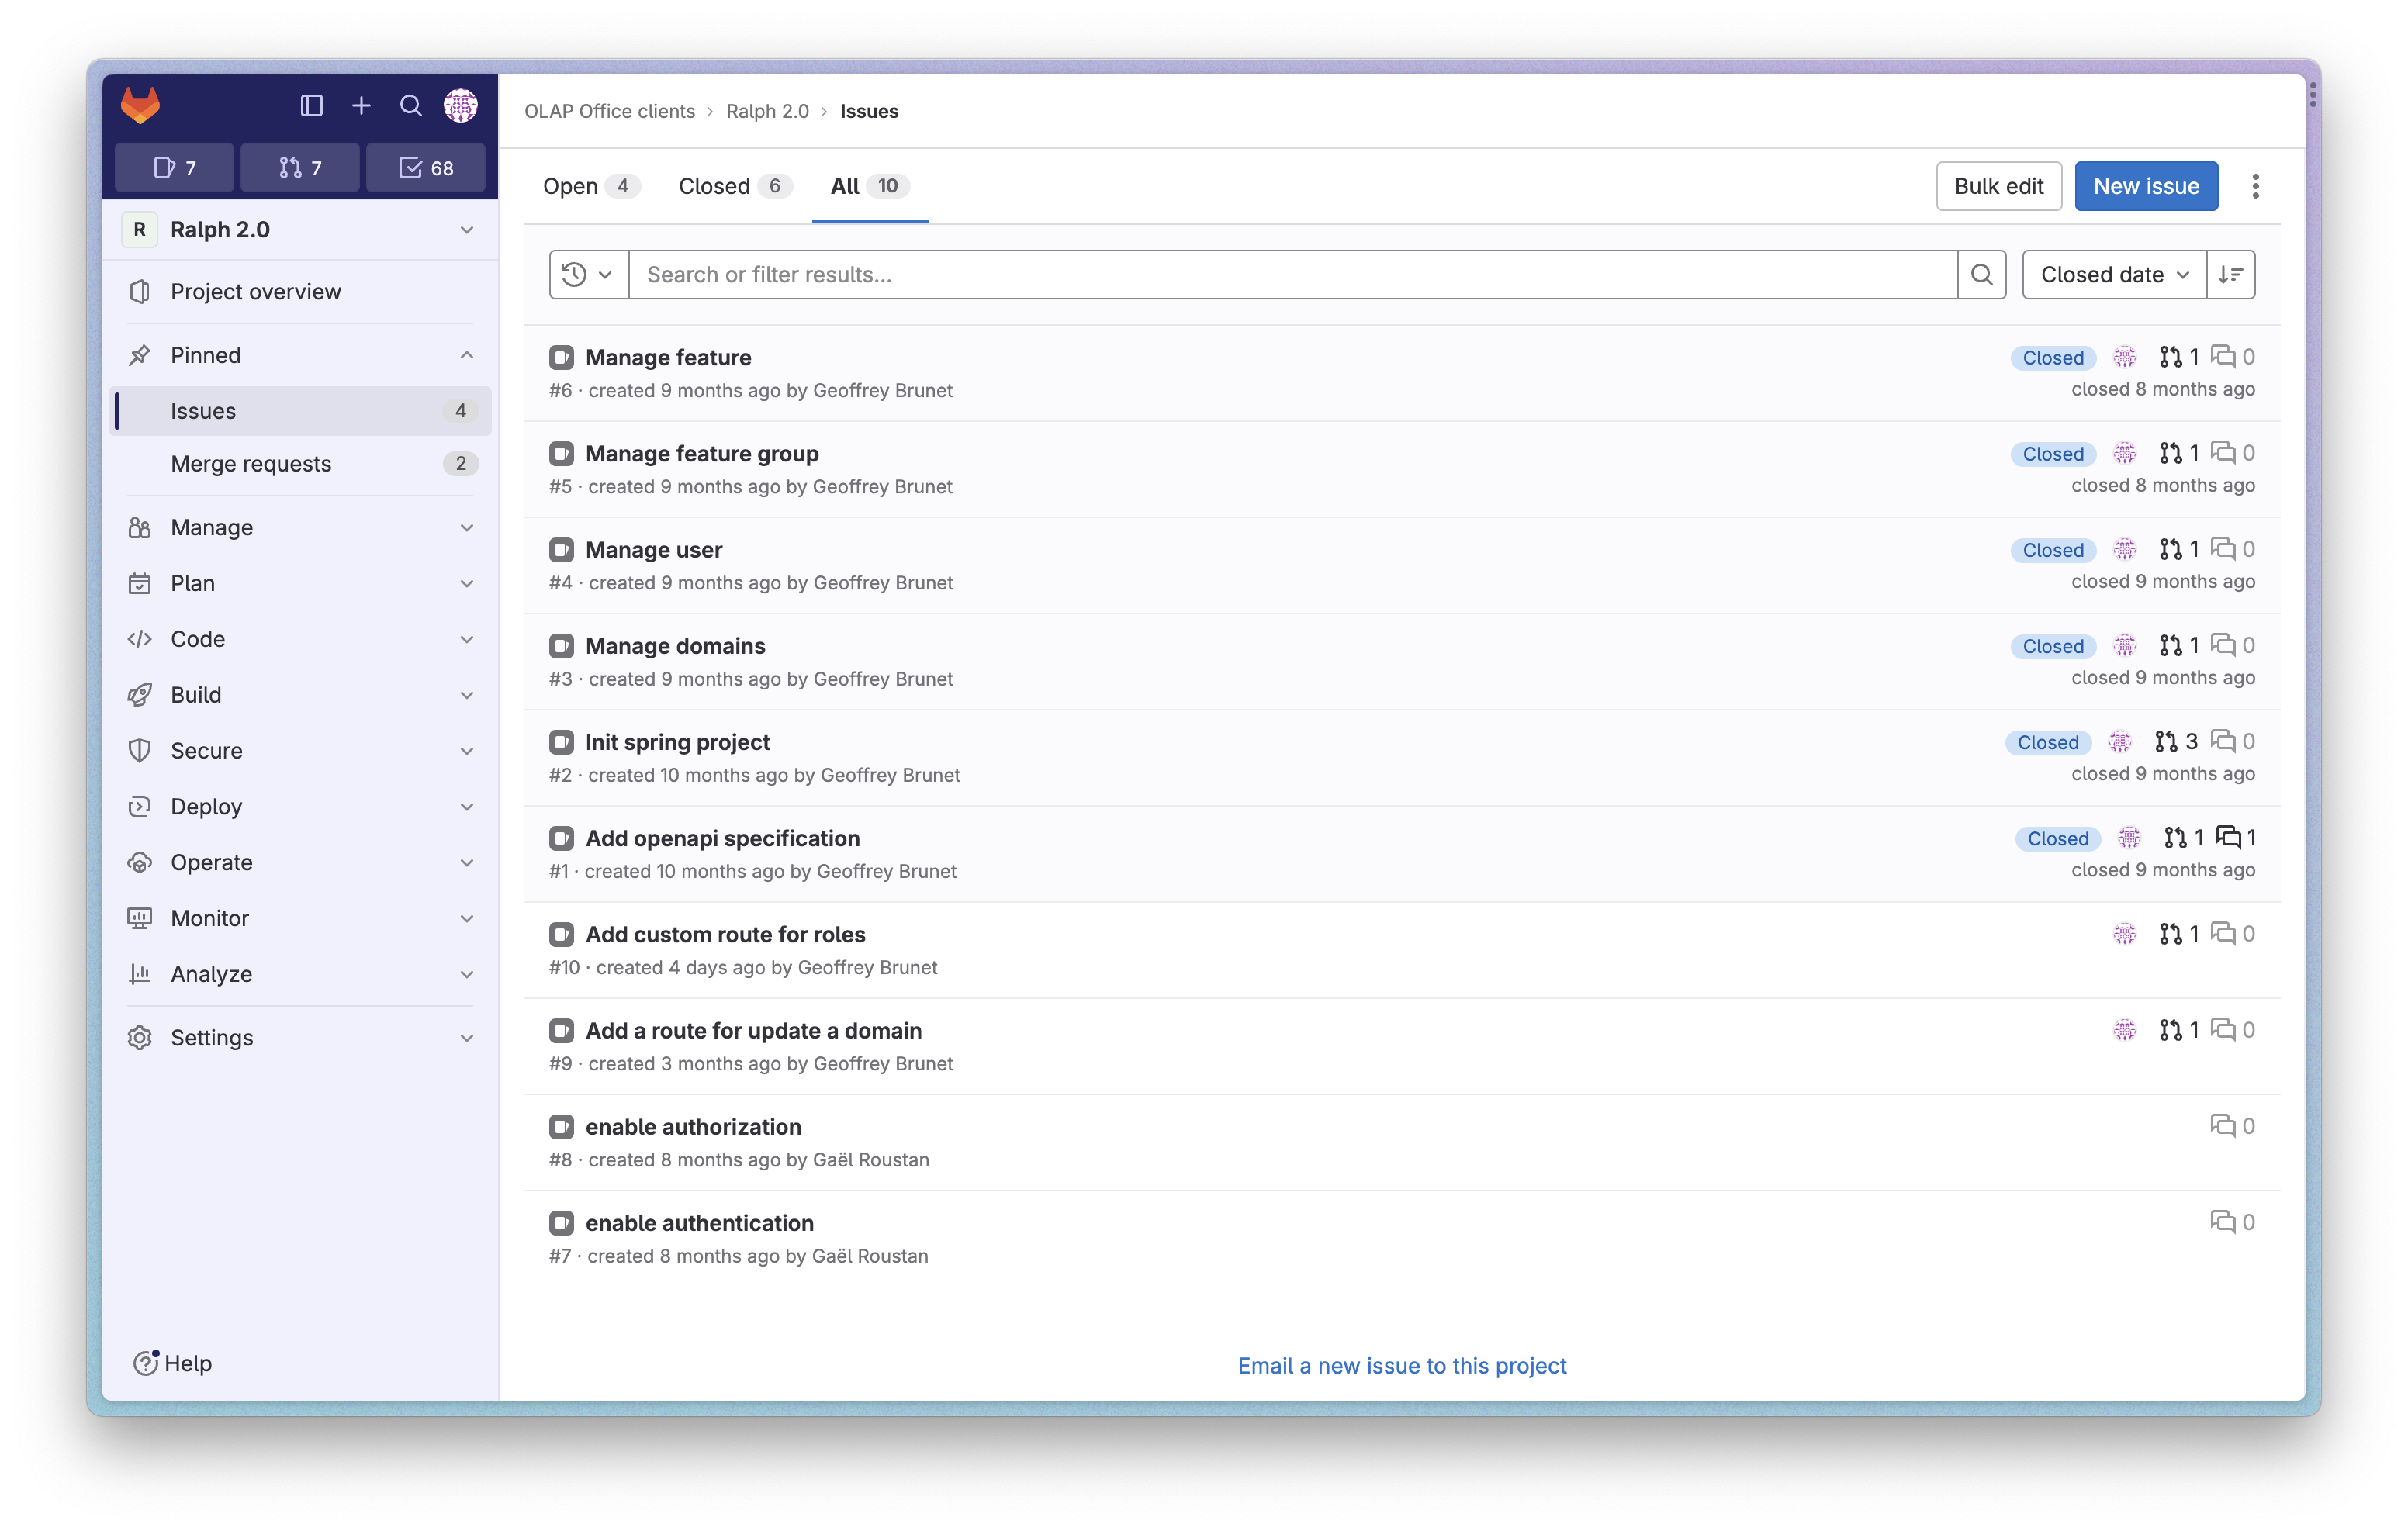 7
7
68
R Ralph 2.0
Project overview
Pinned
Issues 4
Merge requests 2
Manage
Plan
Code
Build
Secure
Deploy
Operate
Monitor
Analyze
Settings
Help
OLAP Office clients › Ralph 2.0 › Issues
Open 4 Closed 6 All 10
Bulk edit New issue
Search or filter results...
Closed date
Manage feature
Closed 1 0
#6 · created 9 months ago by Geoffrey Brunet
closed 8 months ago
Manage feature group
Closed 1 0
#5 · created 9 months ago by Geoffrey Brunet
closed 8 months ago
Manage user
Closed 1 0
#4 · created 9 months ago by Geoffrey Brunet
closed 9 months ago
Manage domains
Closed 1 0
#3 · created 9 months ago by Geoffrey Brunet
closed 9 months ago
Init spring project
Closed 3 0
#2 · created 10 months ago by Geoffrey Brunet
closed 9 months ago
Add openapi specification
Closed 1 1
#1 · created 10 months ago by Geoffrey Brunet
closed 9 months ago
Add custom route for roles
1 0
#10 · created 4 days ago by Geoffrey Brunet
Add a route for update a domain
1 0
#9 · created 3 months ago by Geoffrey Brunet
enable authorization
0
#8 · created 8 months ago by Gaël Roustan
enable authentication
0
#7 · created 8 months ago by Gaël Roustan
Email a new issue to this project